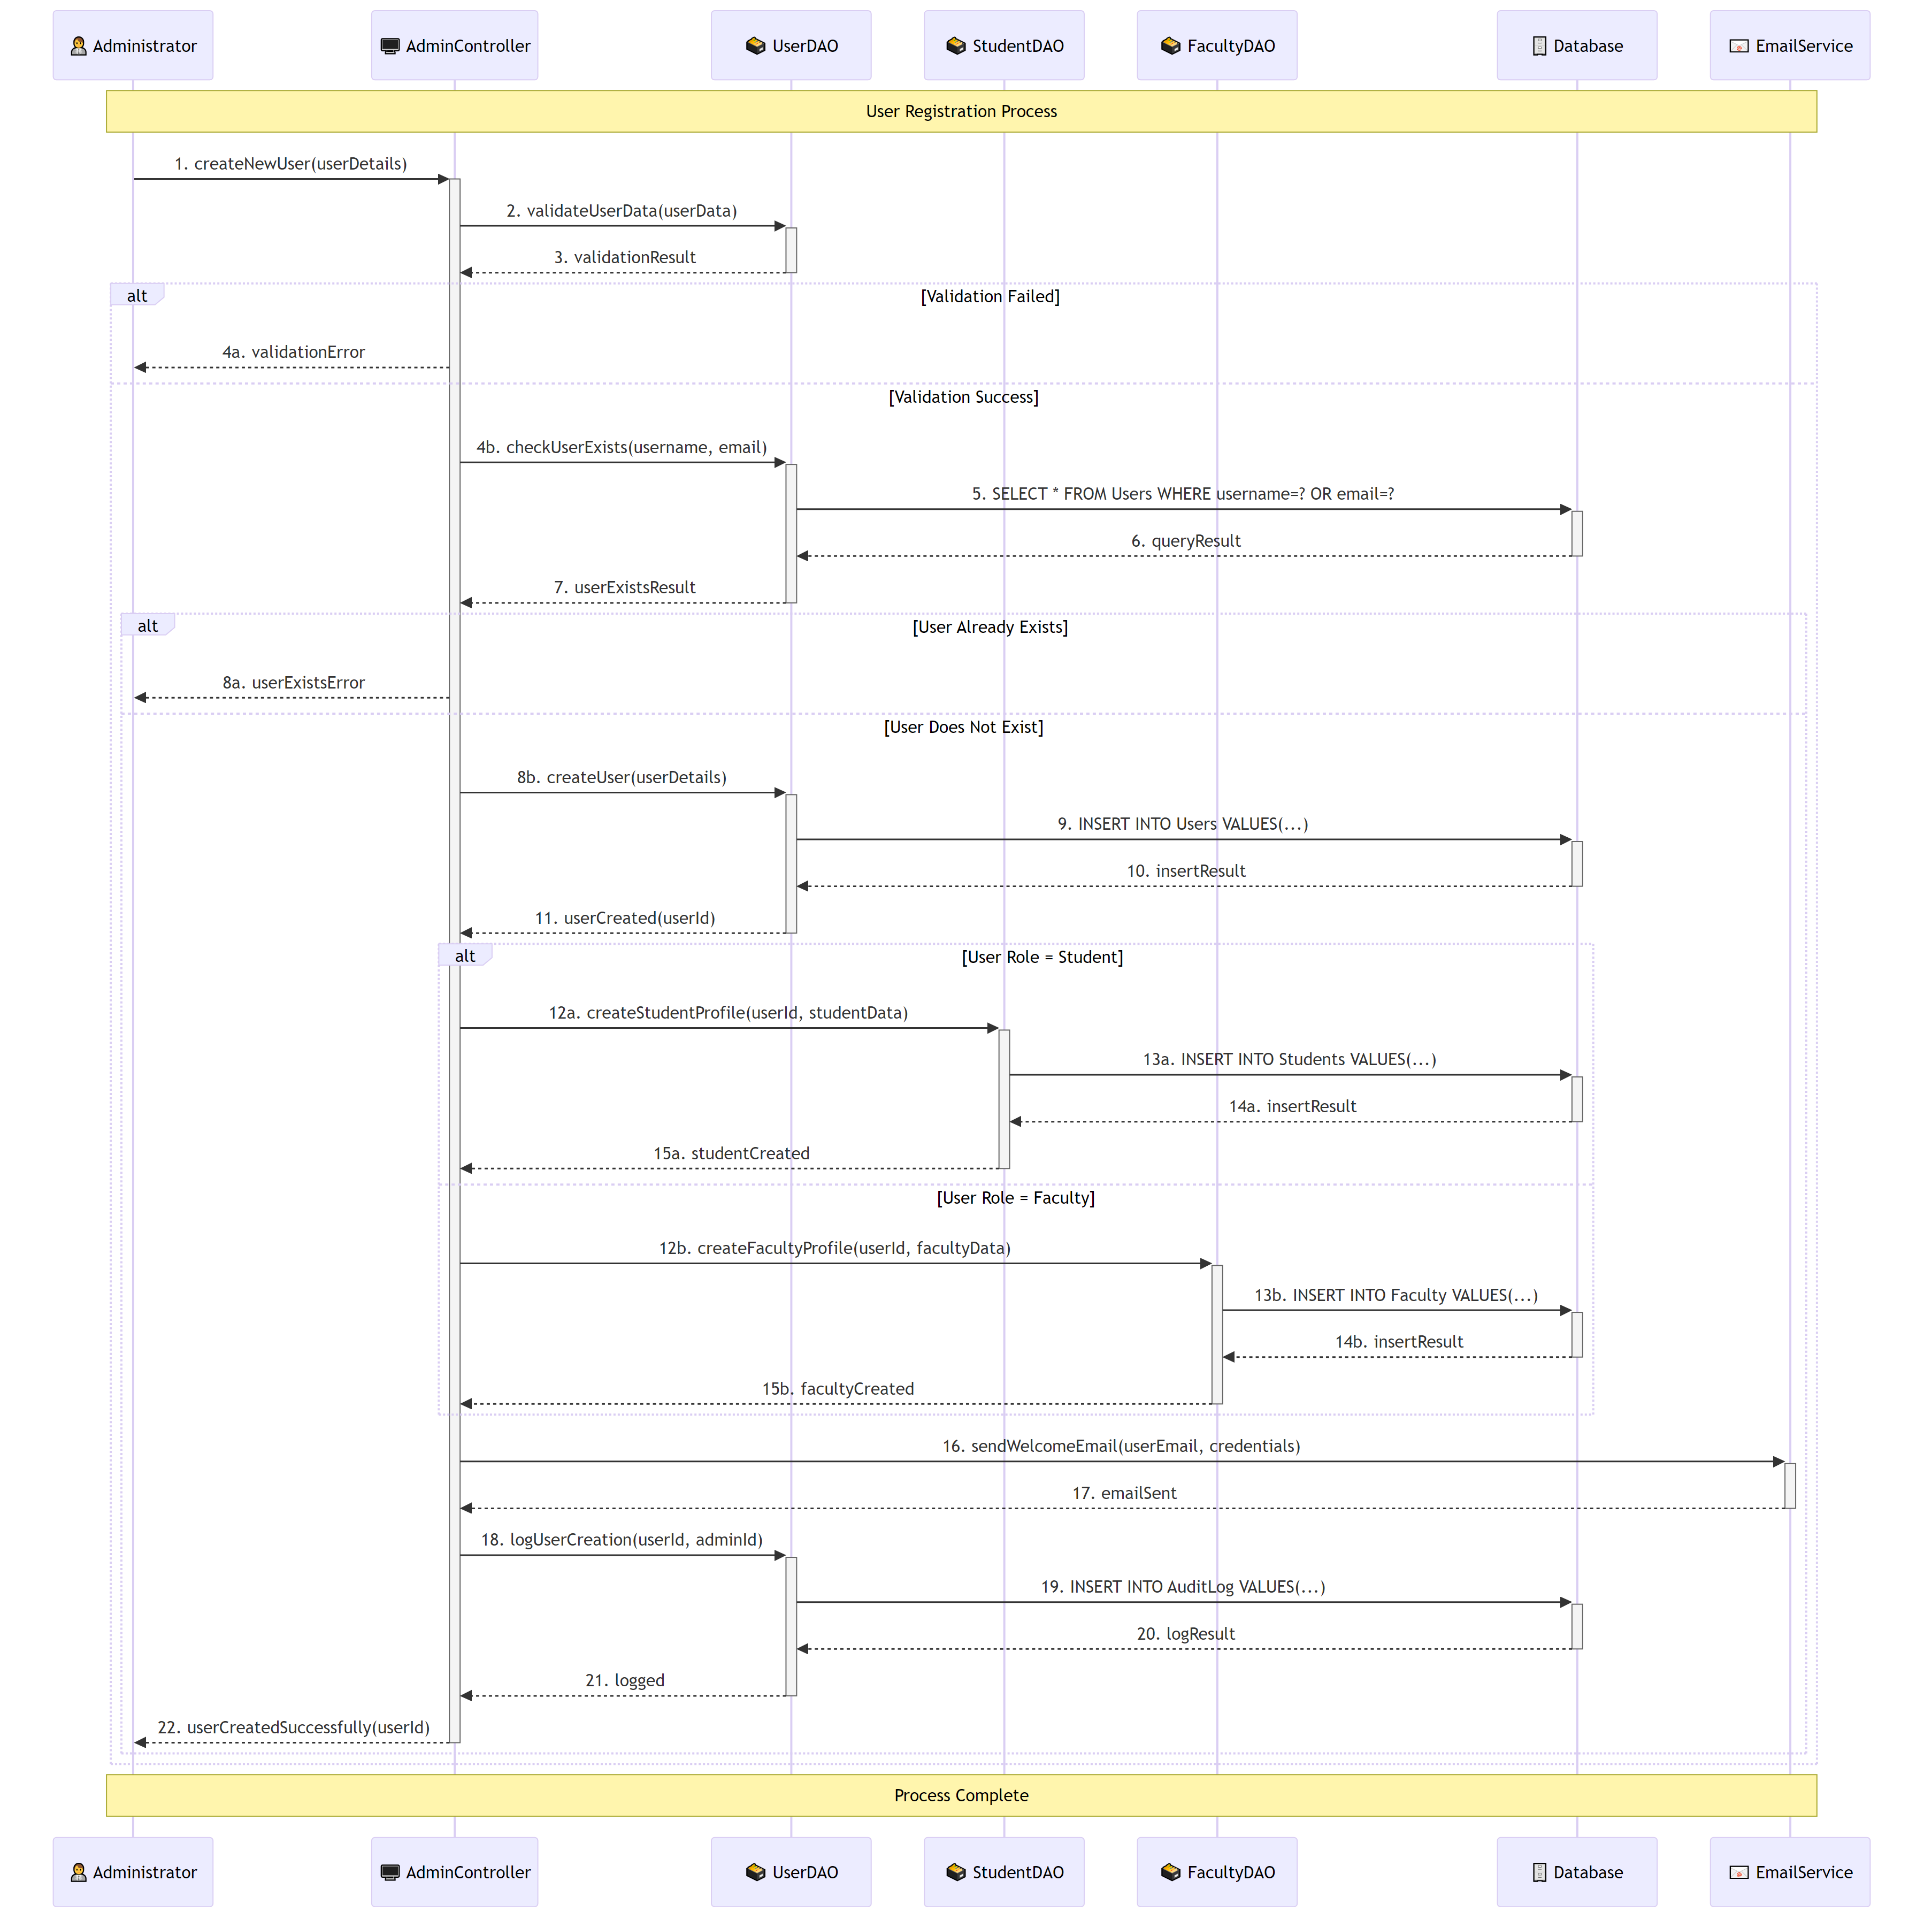 Administrator
AdminController
UserDAO
StudentDAO
FacultyDAO
Database
EmailService
User Registration Process
1. createNewUser(userDetails)
2. validateUserData(userData)
3. validationResult
alt
[Validation Failed]
4a. validationError
[Validation Success]
4b. checkUserExists(username, email)
5. SELECT * FROM Users WHERE username=? OR email=?
6. queryResult
7. userExistsResult
alt
[User Already Exists]
8a. userExistsError
[User Does Not Exist]
8b. createUser(userDetails)
9. INSERT INTO Users VALUES(...)
10. insertResult
11. userCreated(userId)
alt
[User Role = Student]
12a. createStudentProfile(userId, studentData)
13a. INSERT INTO Students VALUES(...)
14a. insertResult
15a. studentCreated
[User Role = Faculty]
12b. createFacultyProfile(userId, facultyData)
13b. INSERT INTO Faculty VALUES(...)
14b. insertResult
15b. facultyCreated
16. sendWelcomeEmail(userEmail, credentials)
17. emailSent
18. logUserCreation(userId, adminId)
19. INSERT INTO AuditLog VALUES(...)
20. logResult
21. logged
22. userCreatedSuccessfully(userId)
Process Complete
Administrator
AdminController
UserDAO
StudentDAO
FacultyDAO
Database
EmailService